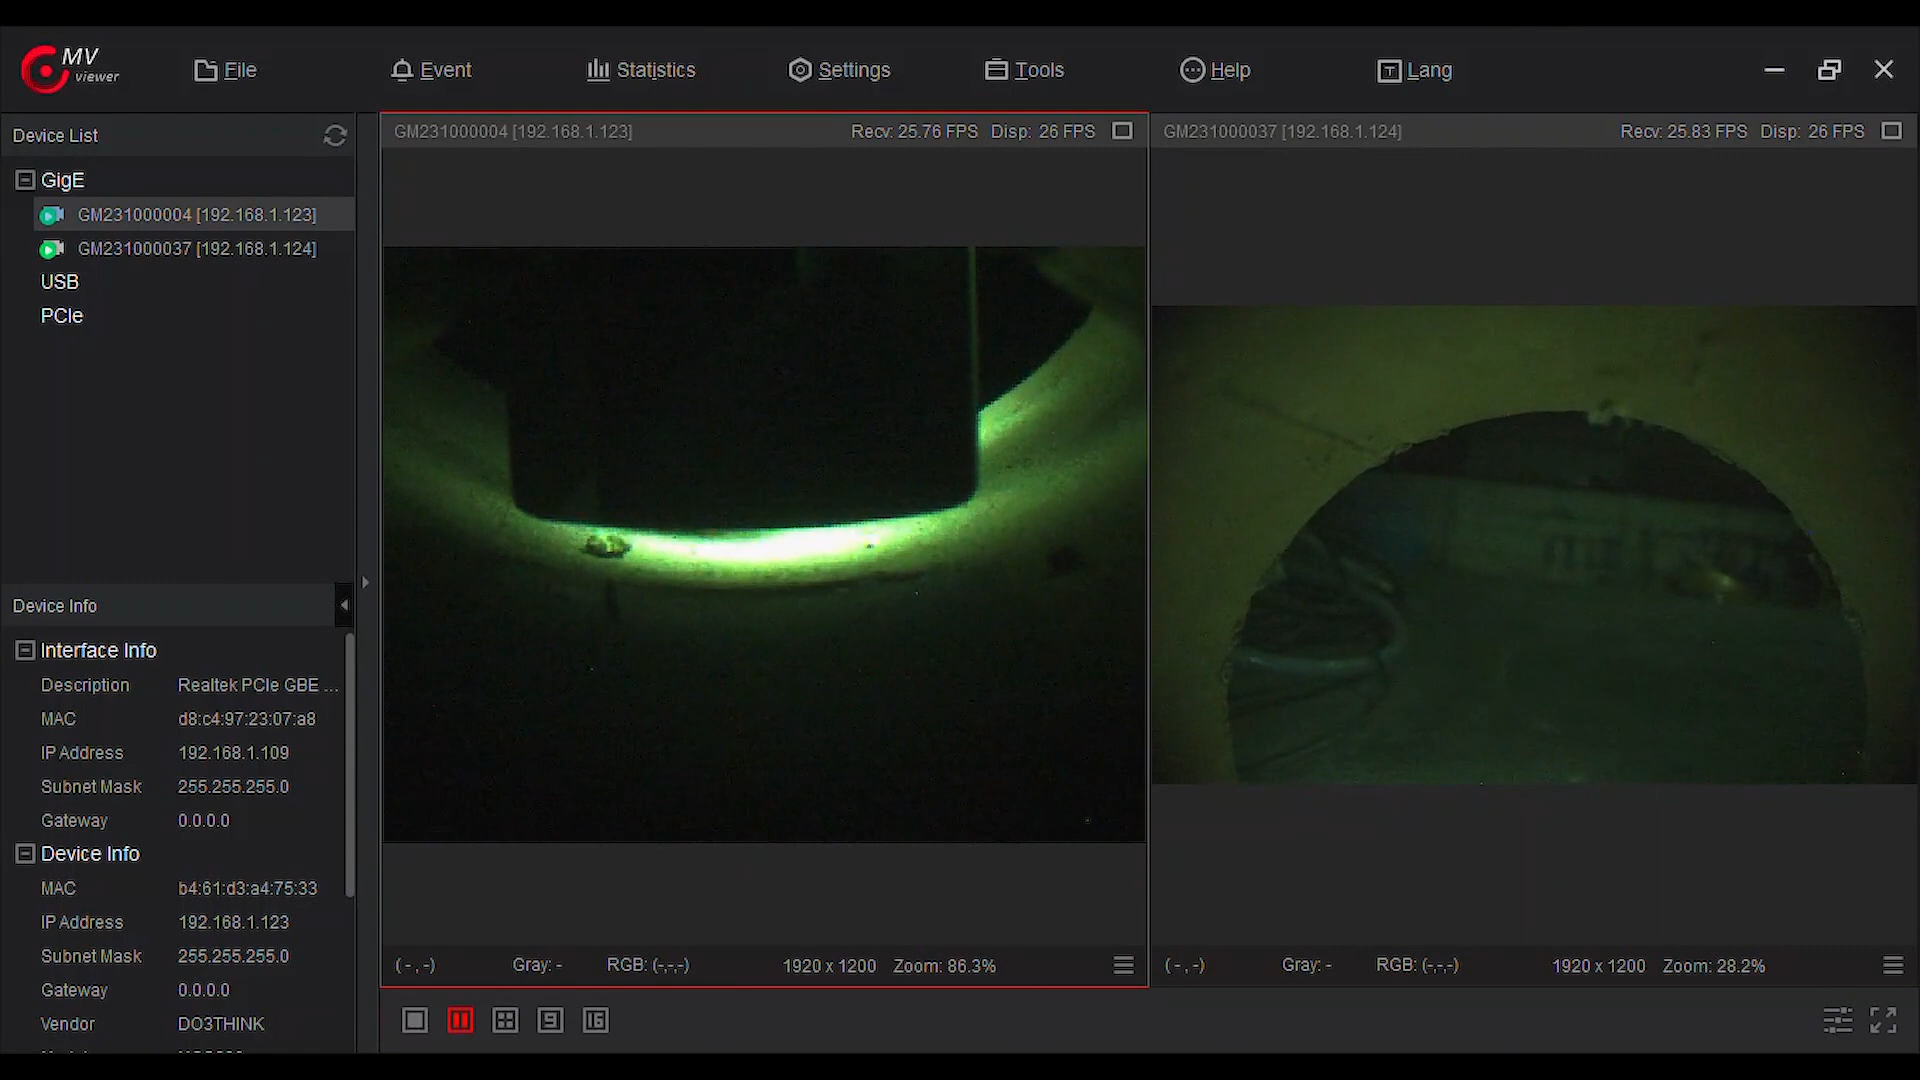 MV viewer
File
Event
Statistics
Settings
Tools
Help
Lang
Device List
GigE
GM231000004 [192.168.1.123]
GM231000037 [192.168.1.124]
USB
PCIe
Device Info
Interface Info
Description Realtek PCIe GBE ...
MAC d8:c4:97:23:07:a8
IP Address 192.168.1.109
Subnet Mask 255.255.255.0
Gateway 0.0.0.0
Device Info
MAC b4:61:d3:a4:75:33
IP Address 192.168.1.123
Subnet Mask 255.255.255.0
Gateway 0.0.0.0
Vendor DO3THINK
GM231000004 [192.168.1.123] Recv: 25.76 FPS Disp: 26 FPS
(-,-) Gray: - RGB: (-,-,-) 1920 x 1200 Zoom: 86.3%
GM231000037 [192.168.1.124] Recv: 25.83 FPS Disp: 26 FPS
(-,-) Gray: - RGB: (-,-,-) 1920 x 1200 Zoom: 28.2%
9
16